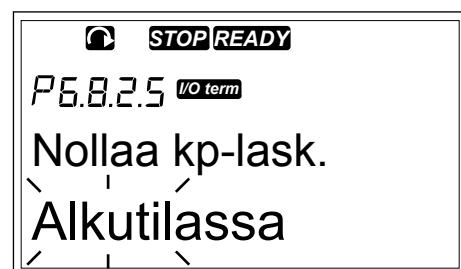 STOP READY
P6.8.2.5 I/O term
Nollaa kp-lask.
Alkutilassa